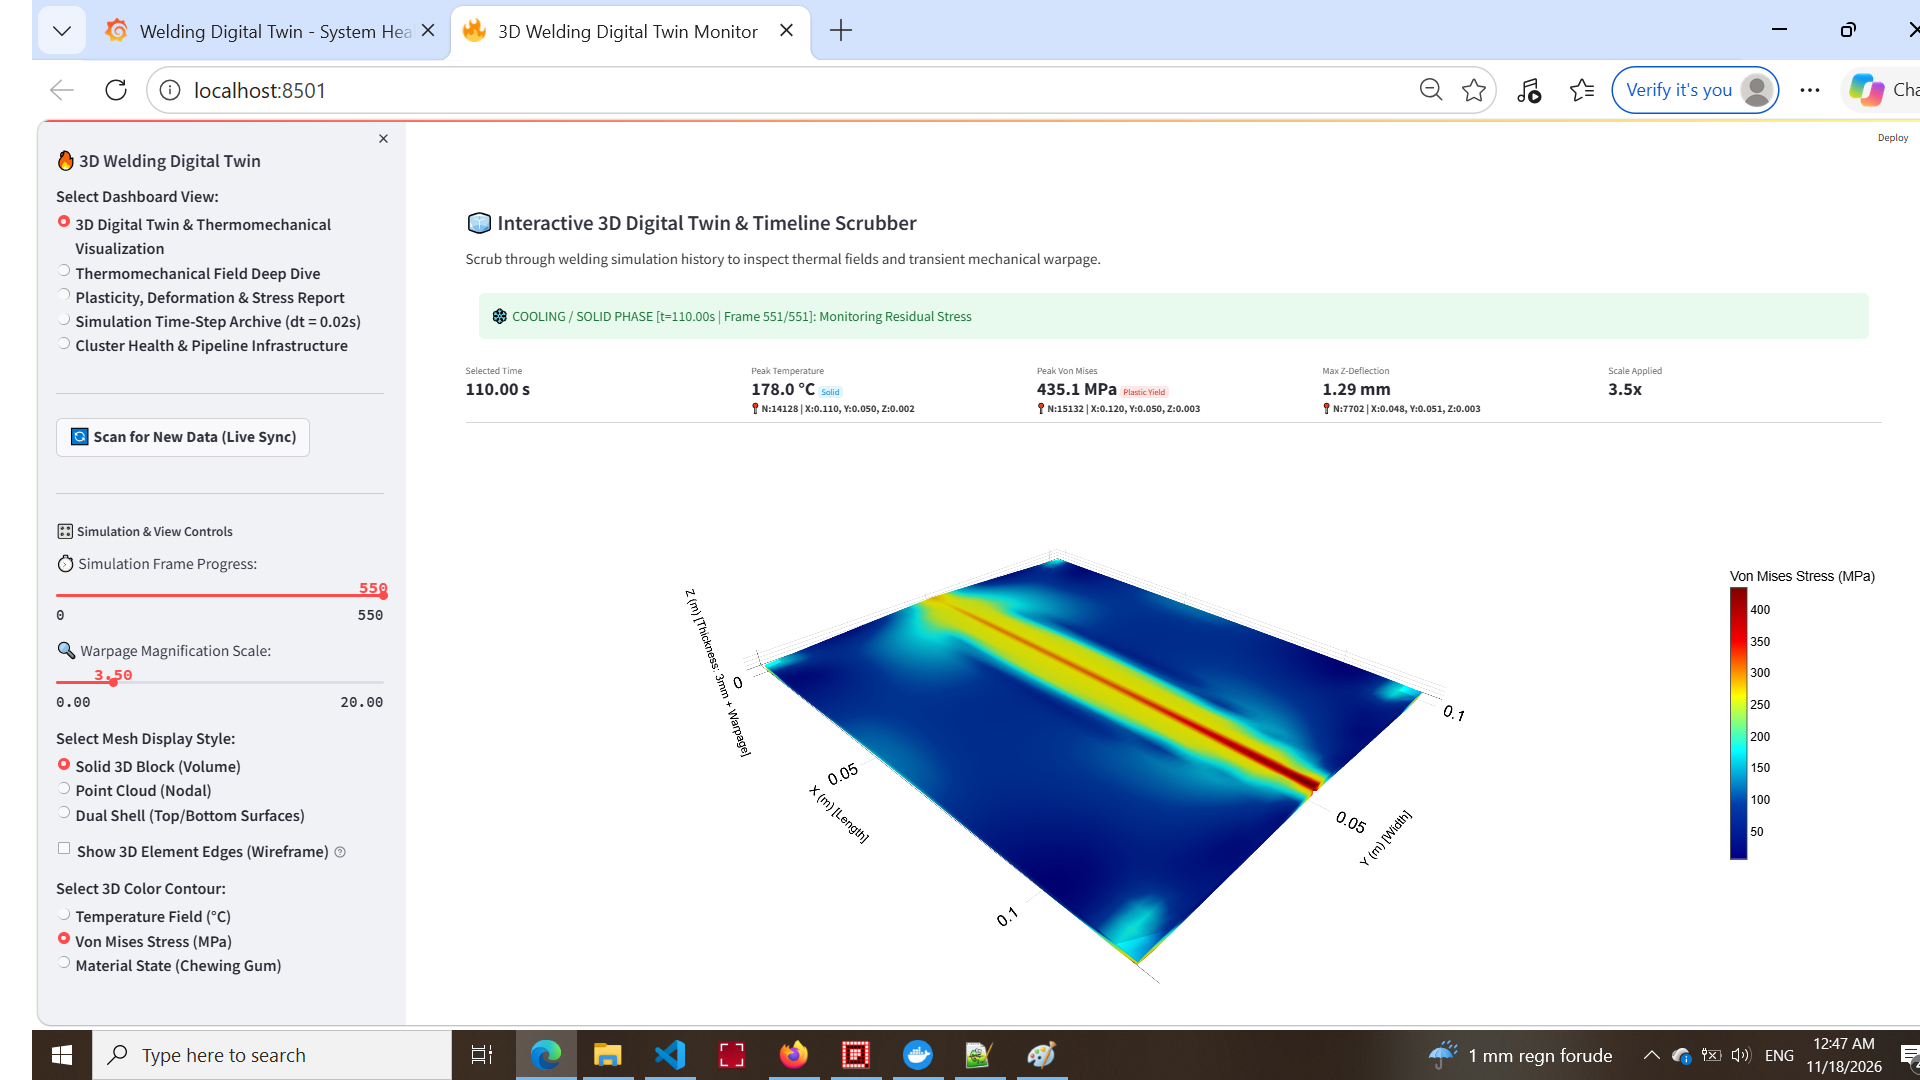 Welding Digital Twin - System Hea
3D Welding Digital Twin Monitor
localhost:8501
Verify it's you
Cha
Deploy
3D Welding Digital Twin
Select Dashboard View:
3D Digital Twin & Thermomechanical
Visualization
Thermomechanical Field Deep Dive
Plasticity, Deformation & Stress Report
Simulation Time-Step Archive (dt = 0.02s)
Cluster Health & Pipeline Infrastructure
Scan for New Data (Live Sync)
Simulation & View Controls
Simulation Frame Progress:
550
0 550
Warpage Magnification Scale:
3.50
0.00 20.00
Select Mesh Display Style:
Solid 3D Block (Volume)
Point Cloud (Nodal)
Dual Shell (Top/Bottom Surfaces)
Show 3D Element Edges (Wireframe)
Select 3D Color Contour:
Temperature Field (°C)
Von Mises Stress (MPa)
Material State (Chewing Gum)
Interactive 3D Digital Twin & Timeline Scrubber
Scrub through welding simulation history to inspect thermal fields and transient mechanical warpage.
COOLING / SOLID PHASE [t=110.00s | Frame 551/551]: Monitoring Residual Stress
Selected Time
110.00 s
Peak Temperature
178.0 °C Solid
N:14128 | X:0.110, Y:0.050, Z:0.002
Peak Von Mises
435.1 MPa Plastic Yield
N:15132 | X:0.120, Y:0.050, Z:0.003
Max Z-Deflection
1.29 mm
N:7702 | X:0.048, Y:0.051, Z:0.003
Scale Applied
3.5x
Z (m) [Thickness: 3mm + Warpage]
0
0.05
X (m) [Length]
0.1
0.1
0.05
Y (m) [Width]
Von Mises Stress (MPa)
400
350
300
250
200
150
100
50
Type here to search
1 mm regn forude
ENG
12:47 AM
11/18/2026